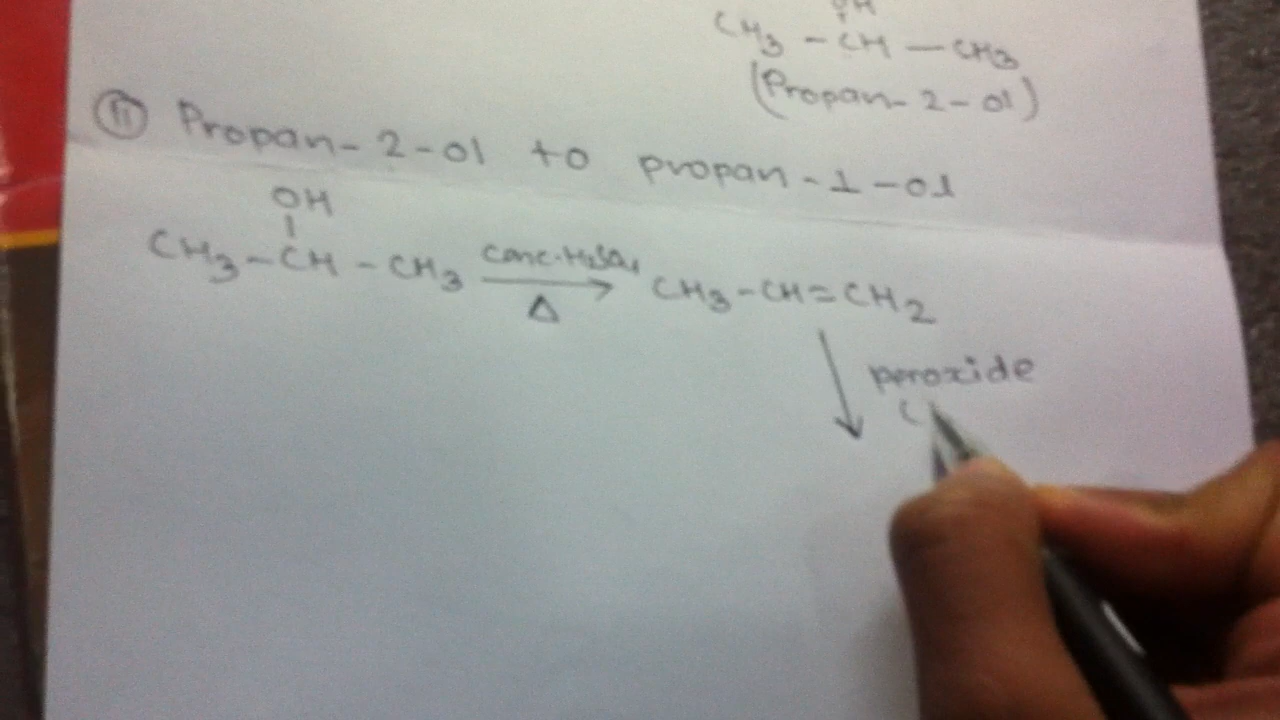 OH
CH3 - CH - CH3
(Propan-2-ol)
(ii) Propan-2-ol to propan-1-ol
OH
CH3 - CH - CH3 conc.H2SO4 → CH3-CH=CH2
Δ
peroxide
(